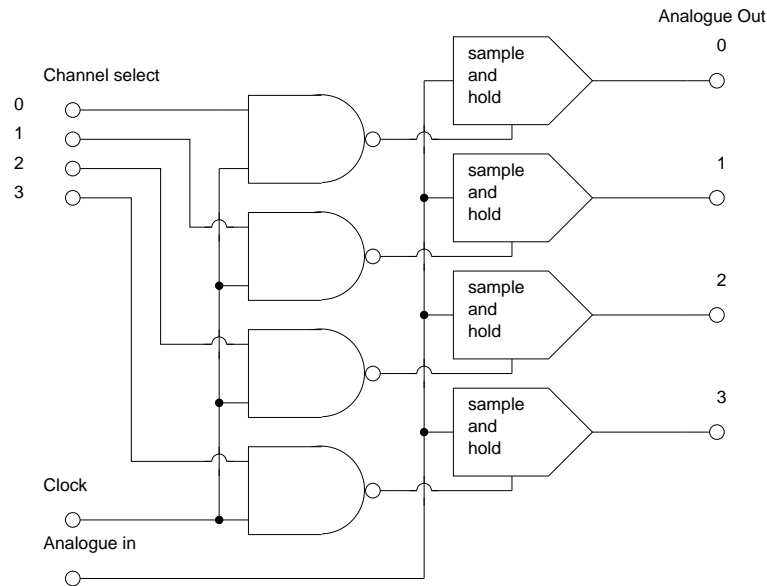 Analogue Out
0
sample
and
hold
Channel select
0
1
2
3
sample
and
hold
1
sample
and
hold
2
sample
and
hold
3
Clock
Analogue in